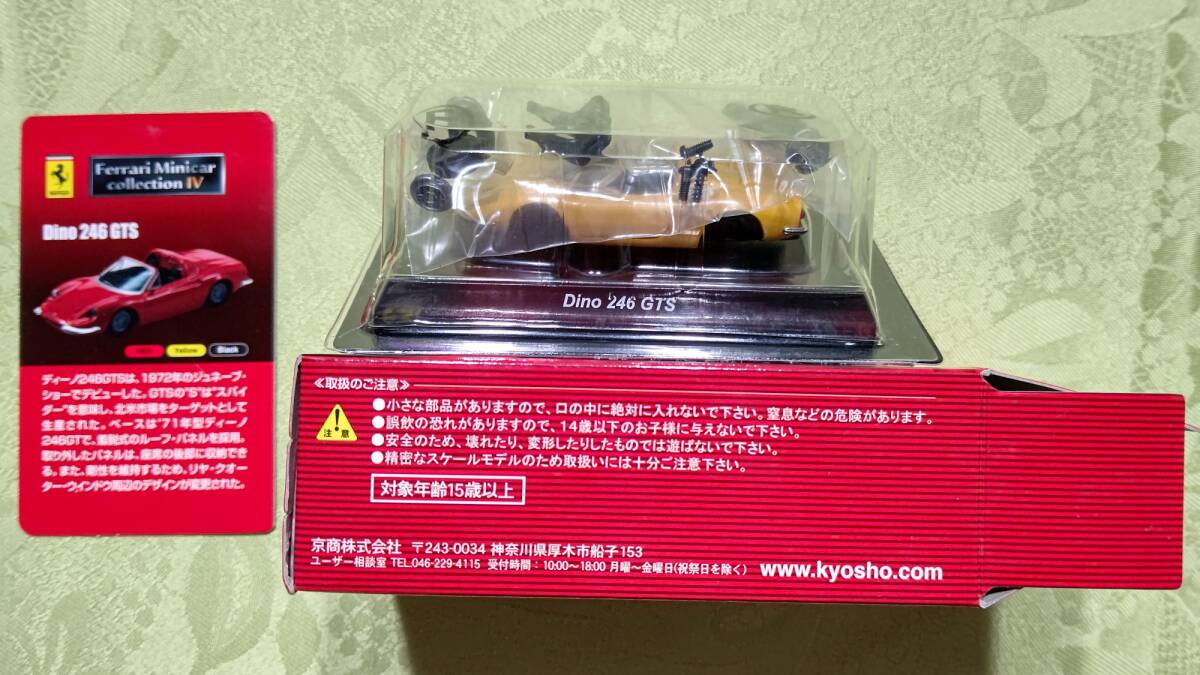 Ferrari Minicar
collection IV
Dino 246 GTS
Red Yellow Black
ディーノ246GTSは、1972年のジュネーブ・
ショーでデビューした。GTSの"S"は"スパイ
ダー"を意味し、北米市場をターゲットとして
生産された。ベースは'71年型ディーノ
246GTで、着脱式のルーフ・パネルを採用。
取り外したパネルは、座席の後部に収納でき
る。また、剛性を維持するため、リヤ・クオー
ター・ウィンドウ周辺のデザインが変更された。
Dino 246 GTS
≪取扱のご注意≫
注意
●小さな部品がありますので、口の中に絶対に入れないで下さい。窒息などの危険があります。
●誤飲の恐れがありますので、14歳以下のお子様に与えないで下さい。
●安全のため、壊れたり、変形したりしたものでは遊ばないで下さい。
●精密なスケールモデルのため取扱いには十分ご注意下さい。
対象年齢15歳以上
京商株式会社 〒243-0034 神奈川県厚木市船子153
ユーザー相談室 TEL.046-229-4115 受付時間：10:00～18:00 月曜～金曜日(祝祭日を除く) www.kyosho.com